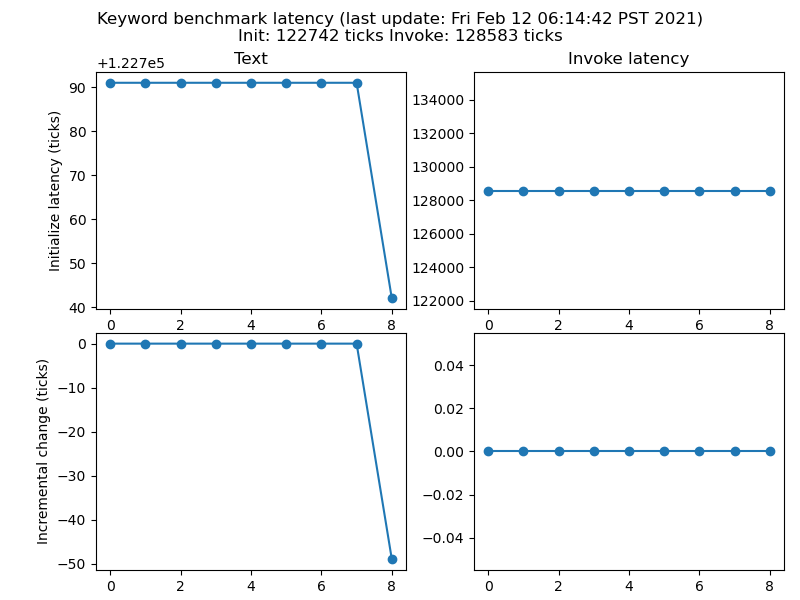 Keyword benchmark latency (last update: Fri Feb 12 06:14:42 PST 2021)
Init: 122742 ticks Invoke: 128583 ticks
Text
+1.227e5
Initialize latency (ticks)
90
80
70
60
50
40
0 2 4 6 8
Invoke latency
134000
132000
130000
128000
126000
124000
122000
0 2 4 6 8
Incremental change (ticks)
0
−10
−20
−30
−40
−50
0 2 4 6 8
0.04
0.02
0.00
−0.02
−0.04
0 2 4 6 8